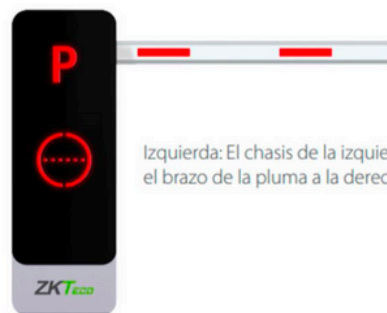 P
Izquierda: El chasis de la izquie
el brazo de la pluma a la derec
ZKTECO